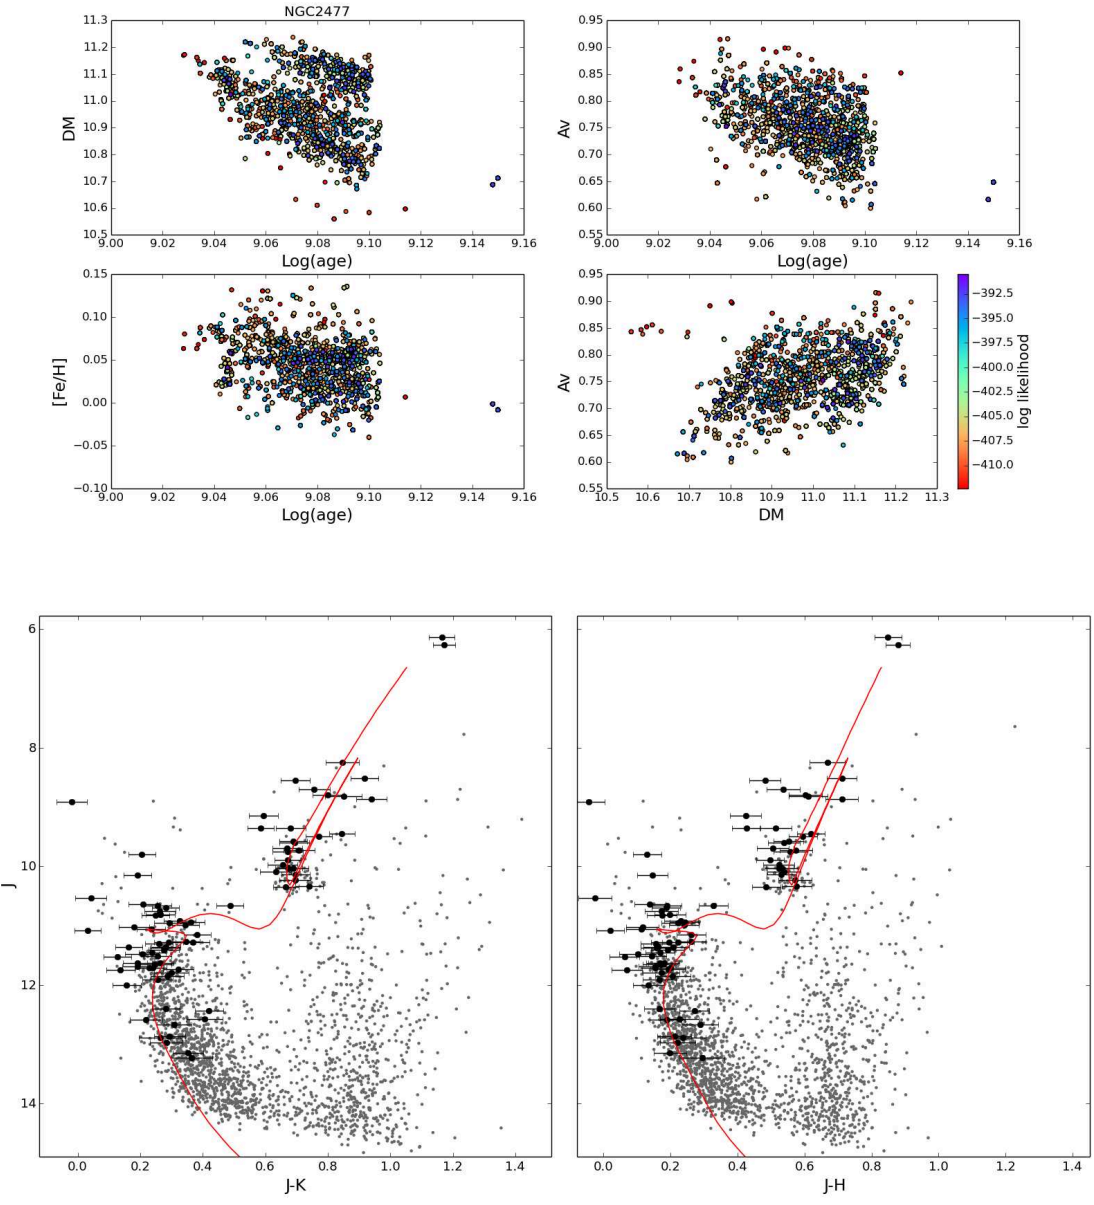 NGC2477
11.3
11.2
11.1
11.0
10.9
10.8
10.7
10.6
10.5
DM
9.00 9.02 9.04 9.06 9.08 9.10 9.12 9.14 9.16
Log(age)
0.95
0.90
0.85
0.80
0.75
0.70
0.65
0.60
0.55
Av
9.00 9.02 9.04 9.06 9.08 9.10 9.12 9.14 9.16
Log(age)
0.15
0.10
0.05
0.00
−0.05
−0.10
[Fe/H]
9.00 9.02 9.04 9.06 9.08 9.10 9.12 9.14 9.16
Log(age)
0.95
0.90
0.85
0.80
0.75
0.70
0.65
0.60
0.55
Av
10.5 10.6 10.7 10.8 10.9 11.0 11.1 11.2 11.3
DM
−392.5
−395.0
−397.5
−400.0
−402.5
−405.0
−407.5
−410.0
log likelihood
6
8
10
12
14
J
0.0 0.2 0.4 0.6 0.8 1.0 1.2 1.4
J-K
0.0 0.2 0.4 0.6 0.8 1.0 1.2 1.4
J-H